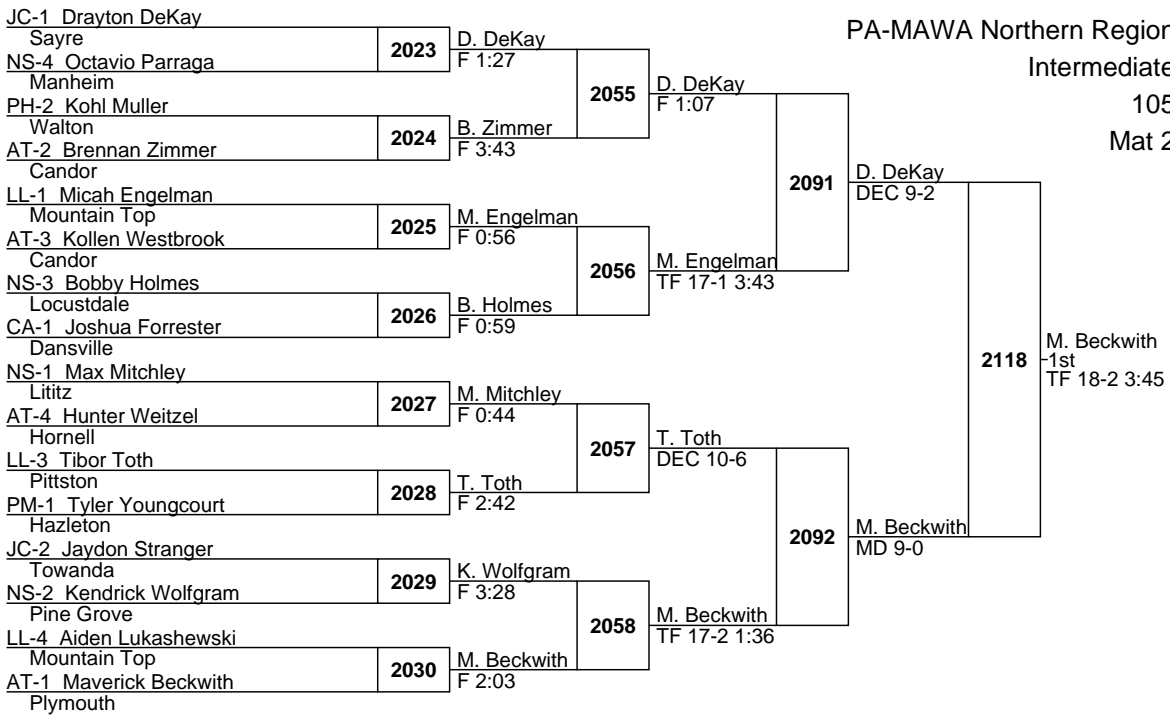 PA-MAWA Northern Region
Intermediate
105
Mat 2
JC-1 Drayton DeKay
Sayre
NS-4 Octavio Parraga
Manheim
PH-2 Kohl Muller
Walton
AT-2 Brennan Zimmer
Candor
LL-1 Micah Engelman
Mountain Top
AT-3 Kollen Westbrook
Candor
NS-3 Bobby Holmes
Locustdale
CA-1 Joshua Forrester
Dansville
NS-1 Max Mitchley
Lititz
AT-4 Hunter Weitzel
Hornell
LL-3 Tibor Toth
Pittston
PM-1 Tyler Youngcourt
Hazleton
JC-2 Jaydon Stranger
Towanda
NS-2 Kendrick Wolfgram
Pine Grove
LL-4 Aiden Lukashewski
Mountain Top
AT-1 Maverick Beckwith
Plymouth
2023
2024
2025
2026
2027
2028
2029
2030
D. DeKay
F 1:27
B. Zimmer
F 3:43
M. Engelman
F 0:56
B. Holmes
F 0:59
M. Mitchley
F 0:44
T. Toth
F 2:42
K. Wolfgram
F 3:28
M. Beckwith
F 2:03
2055
2056
2057
2058
D. DeKay
F 1:07
M. Engelman
TF 17-1 3:43
T. Toth
DEC 10-6
M. Beckwith
TF 17-2 1:36
2091
2092
D. DeKay
DEC 9-2
M. Beckwith
MD 9-0
2118
M. Beckwith
1st
TF 18-2 3:45